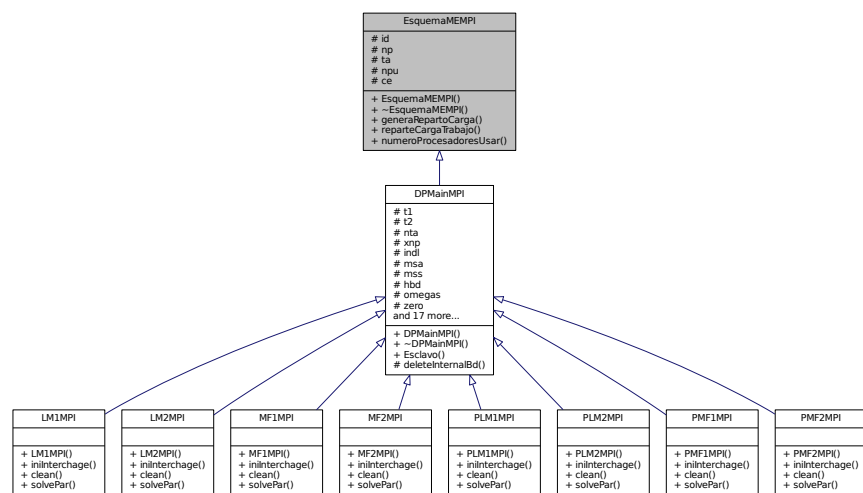 EsquemaMEMPI
# id
# np
# ta
# npu
# ce
+ EsquemaMEMPI()
+ ~EsquemaMEMPI()
+ generaRepartoCarga()
+ reparteCargaTrabajo()
+ numeroProcesadoresUsar()
DPMainMPI
# t1
# t2
# nta
# xnp
# indl
# msa
# mss
# hbd
# omegas
# zero
and 17 more...
+ DPMainMPI()
+ ~DPMainMPI()
+ Esclavo()
# deleteInternalBd()
LM1MPI
+ LM1MPI()
+ iniInterchage()
+ clean()
+ solvePar()
LM2MPI
+ LM2MPI()
+ iniInterchage()
+ clean()
+ solvePar()
MF1MPI
+ MF1MPI()
+ iniInterchage()
+ clean()
+ solvePar()
MF2MPI
+ MF2MPI()
+ iniInterchage()
+ clean()
+ solvePar()
PLM1MPI
+ PLM1MPI()
+ iniInterchage()
+ clean()
+ solvePar()
PLM2MPI
+ PLM2MPI()
+ iniInterchage()
+ clean()
+ solvePar()
PMF1MPI
+ PMF1MPI()
+ iniInterchage()
+ clean()
+ solvePar()
PMF2MPI
+ PMF2MPI()
+ iniInterchage()
+ clean()
+ solvePar()